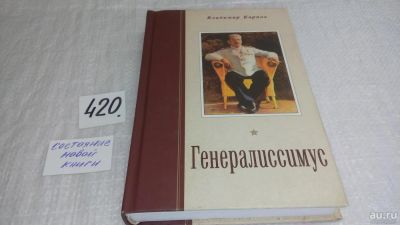 Владимир Карпов
420.
состояние
новой
книги
Генералиссимус
au.ru